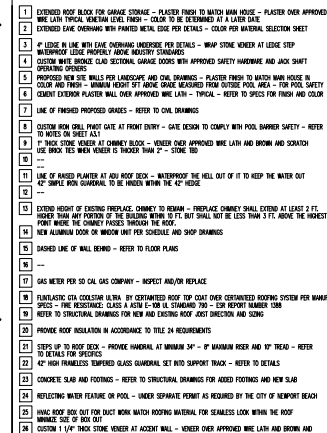 1 EXTENDED ROOF BLOCK FOR GARAGE STORAGE - PLASTER FINISH TO MATCH MAIN HOUSE - PLASTER OVER APPROVED
WIRE LATH TYPICAL VENETIAN LEVEL FINISH - COLOR TO BE DETERMINED AT A LATER DATE
2 EXTENDED EAVE OVERHANG WITH PAINTED METAL EDGE PER DETAILS - COLOR PER MATERIAL SELECTION SHEET
3 4" LEDGE IN LINE WITH EAVE OVERHANG UNDERSIDE PER DETAILS - WRAP STONE VENEER AT LEDGE STEP
WATERPROOF LEDGE PROPERLY ABOVE INDUSTRY STANDARDS
4 CUSTOM WHITE BRONZE CLAD SECTIONAL GARAGE DOORS WITH APPROVED SAFETY HARDWARE AND JACK SHAFT
OPERATING OPENERS
5 PROPOSED NEW SITE WALLS PER LANDSCAPE AND CIVIL DRAWINGS - PLASTER FINISH TO MATCH MAIN HOUSE IN
COLOR AND FINISH - MINIMUM HEIGHT 5FT ABOVE GRADE MEASURED FROM OUTSIDE POOL AREA - FOR POOL SAFETY
6 CEMENT EXTERIOR PLASTER WALL OVER APPROVED WIRE LATH - TYPICAL - REFER TO SPECS FOR FINISH AND COLOR
7 LINE OF FINISHED PROPOSED GRADES - REFER TO CIVIL DRAWINGS
8 CUSTOM IRON GRILL PIVOT GATE AT FRONT ENTRY - GATE DESIGN TO COMPLY WITH POOL BARRIER SAFETY - REFER
TO NOTES ON SHEET A3.1
9 1" THICK STONE VENEER AT CHIMNEY BLOCK - VENEER OVER APPROVED WIRE LATH AND BROWN AND SCRATCH
USE BRICK TIES WHEN VENEER IS THICKER THAN 2" - STONE TBD
10 --
--
11 LINE OF RAISED PLANTER AT ADU ROOF DECK - WATERPROOF THE HELL OUT OF IT TO KEEP THE WATER OUT
42" SIMPLE IRON GUARDRAIL TO BE HINDEN WITHIN THE 42" HEDGE
12 --
13 EXTEND HEIGHT OF EXISTING FIREPLACE. CHIMNEY TO REMAIN - FIREPLACE CHIMNEY SHALL EXTEND AT LEAST 2 FT.
HIGHER THAN ANY PORTION OF THE BUILDING WITHIN 10 FT. BUT SHALL NOT BE LESS THAN 3 FT. ABOVE THE HIGHEST
POINT WHERE THE CHIMNEY PASSES THROUGH THE ROOF.
14 NEW ALUMINUM DOOR OR WINDOW UNIT PER SCHEDULE AND SHOP DRAWINGS
15 DASHED LINE OF WALL BEHIND - REFER TO FLOOR PLANS
16 --
17 GAS METER PER SO CAL GAS COMPANY - INSPECT AND/OR REPLACE
18 FLINTLASTIC GTA COOLSTAR ULTRA BY CERTAINTEED ROOF TOP COAT OVER CERTAINTEED ROOFING SYSTEM PER MANUF
SPECS - FIRE RESISTANCE: CLASS A ASTM E-108 UL STANDARD 790 - ESR REPORT NUMBER 1388
19 REFER TO STRUCTURAL DRAWINGS FOR NEW AND EXISTING ROOF JOIST DIRECTION AND SIZING
20 PROVIDE ROOF INSULATION IN ACCORDANCE TO TITLE 24 REQUIREMENTS
21 STEPS UP TO ROOF DECK - PROVIDE HANDRAIL AT MINIMUM 34" - 8" MAXIMUM RISER AND 10" TREAD - REFER
TO DETAILS FOR SPECIFICS
22 42" HIGH FRAMELESS TEMPERED GLASS GUARDRAIL SET INTO SUPPORT TRACK - REFER TO DETAILS
23 CONCRETE SLAB AND FOOTINGS - REFER TO STRUCTURAL DRAWINGS FOR ADDED FOOTINGS AND NEW SLAB
24 REFLECTING WATER FEATURE OR POOL - UNDER SEPARATE PERMIT AS REQUIRED BY THE CITY OF NEWPORT BEACH
25 HVAC ROOF BOX OUT FOR DUCT WORK MATCH ROOFING MATERIAL FOR SEAMLESS LOOK WITHIN THE ROOF
MINIMIZE SIZE OF BOX OUT
26 CUSTOM 1 1/4" THICK STONE VENEER AT ACCENT WALL - VENEER OVER APPROVED WIRE LATH AND BROWN AND